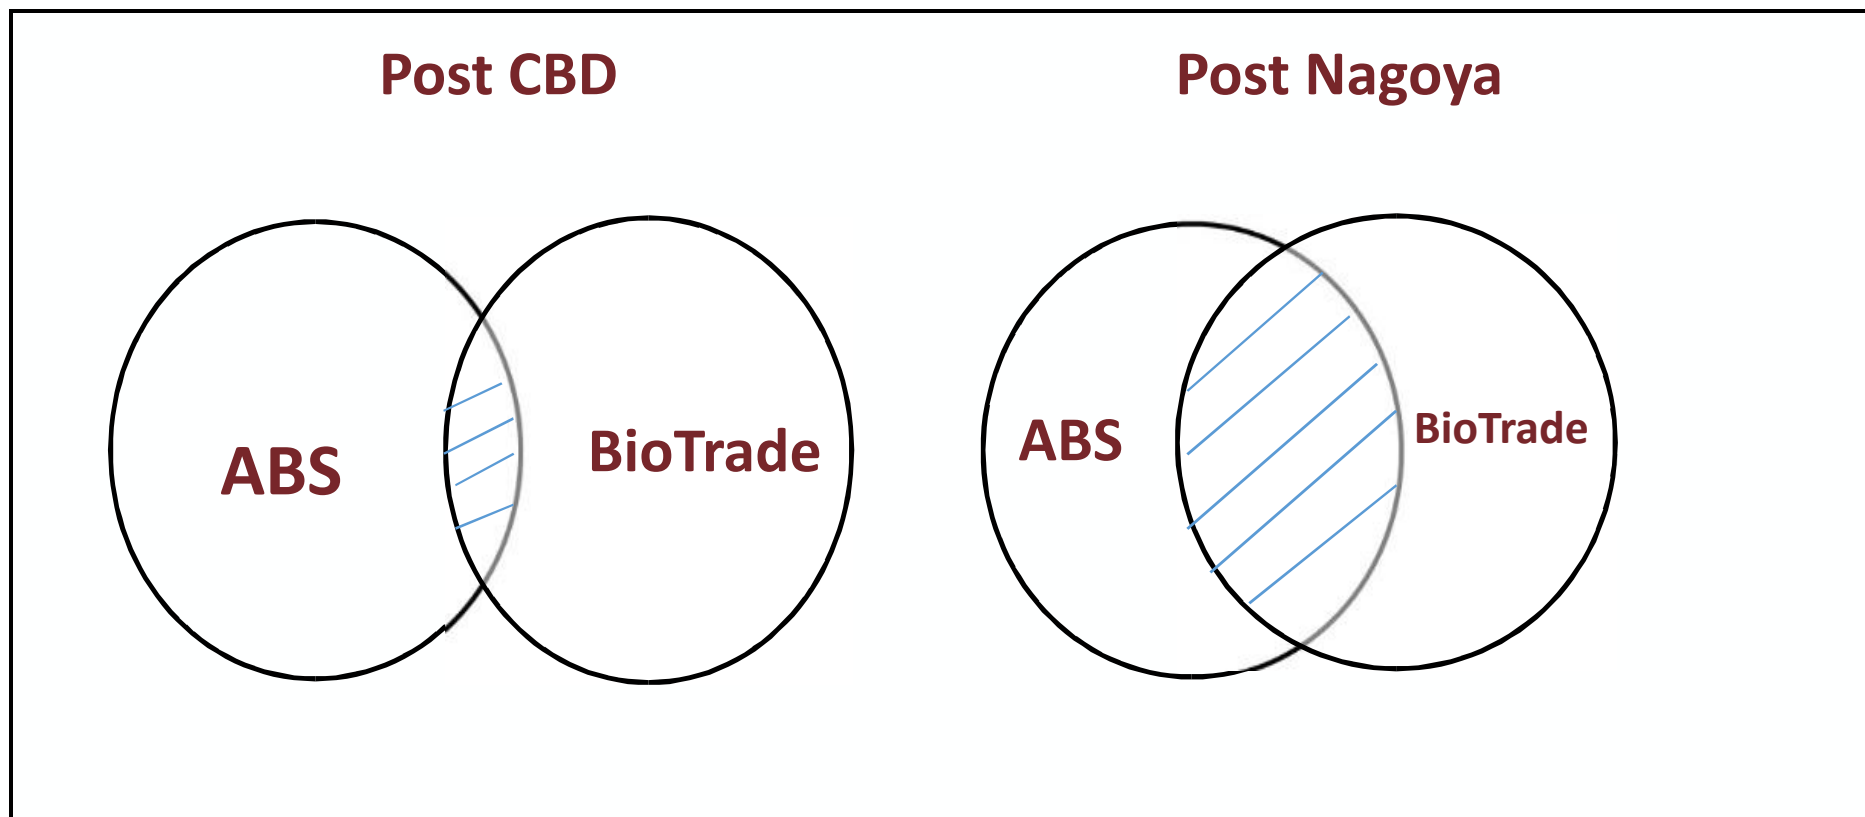 Post CBD
Post Nagoya
ABS
BioTrade
ABS
BioTrade